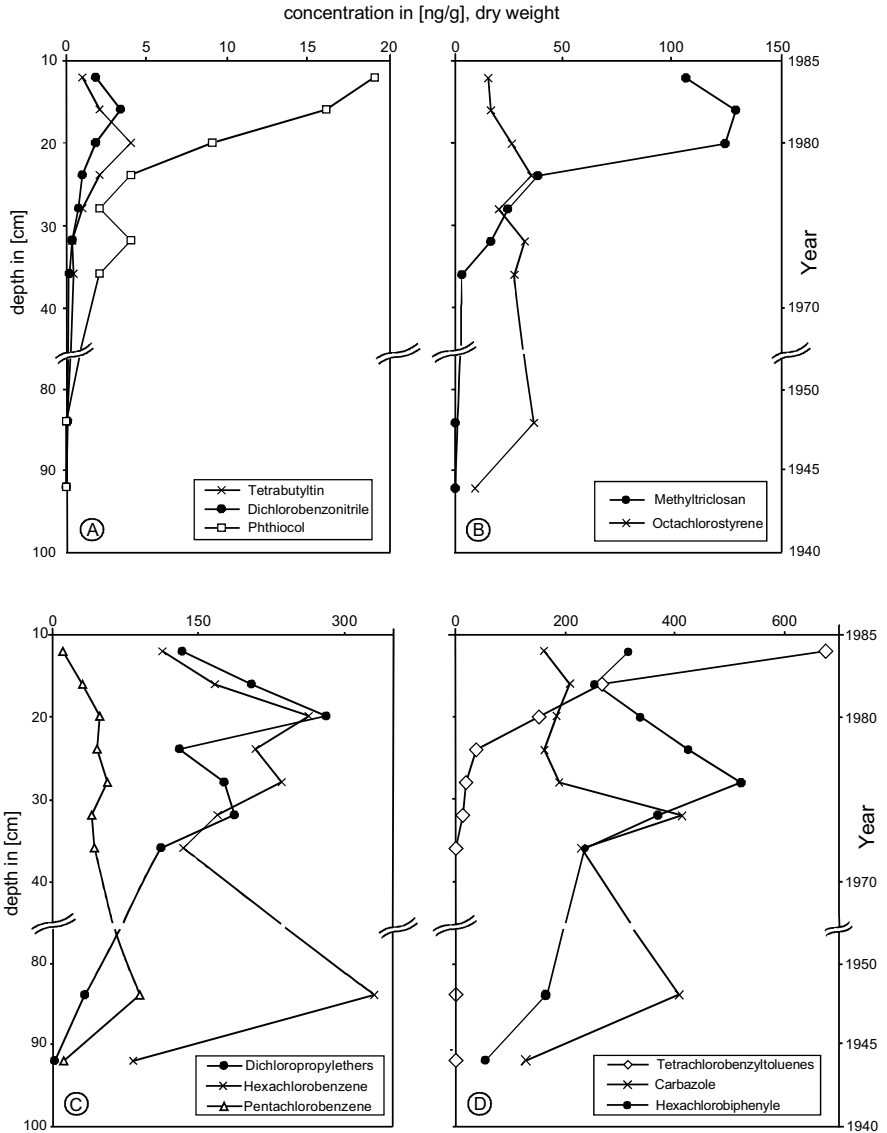 concentration in [ng/g], dry weight
0 5 10 15 20
0 50 100 150
10 20 30 40 80 90 100
depth in [cm]
1985 1980 1970 1950 1945 1940
Year
Tetrabutyltin
Dichlorobenzonitrile
Phthiocol
A
Methyltriclosan
Octachlorostyrene
B
0 150 300
0 200 400 600
10 20 30 40 80 90 100
depth in [cm]
1985 1980 1970 1950 1945 1940
Year
Dichloropropylethers
Hexachlorobenzene
Pentachlorobenzene
C
Tetrachlorobenzyltoluenes
Carbazole
Hexachlorobiphenyle
D